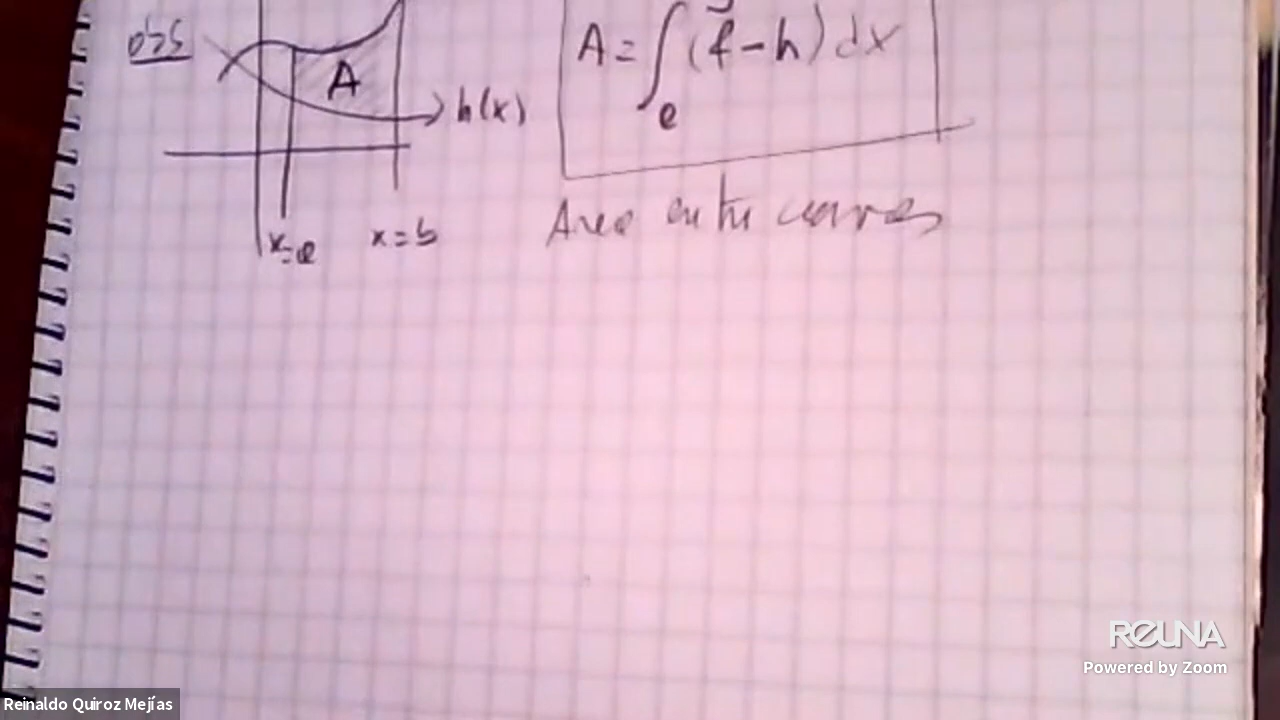 Obs
A = ∫ (f - h) dx
a
A
h(x)
x=a
x=b
Area entre curvas
REUNA
Powered by Zoom
Reinaldo Quiroz Mejías